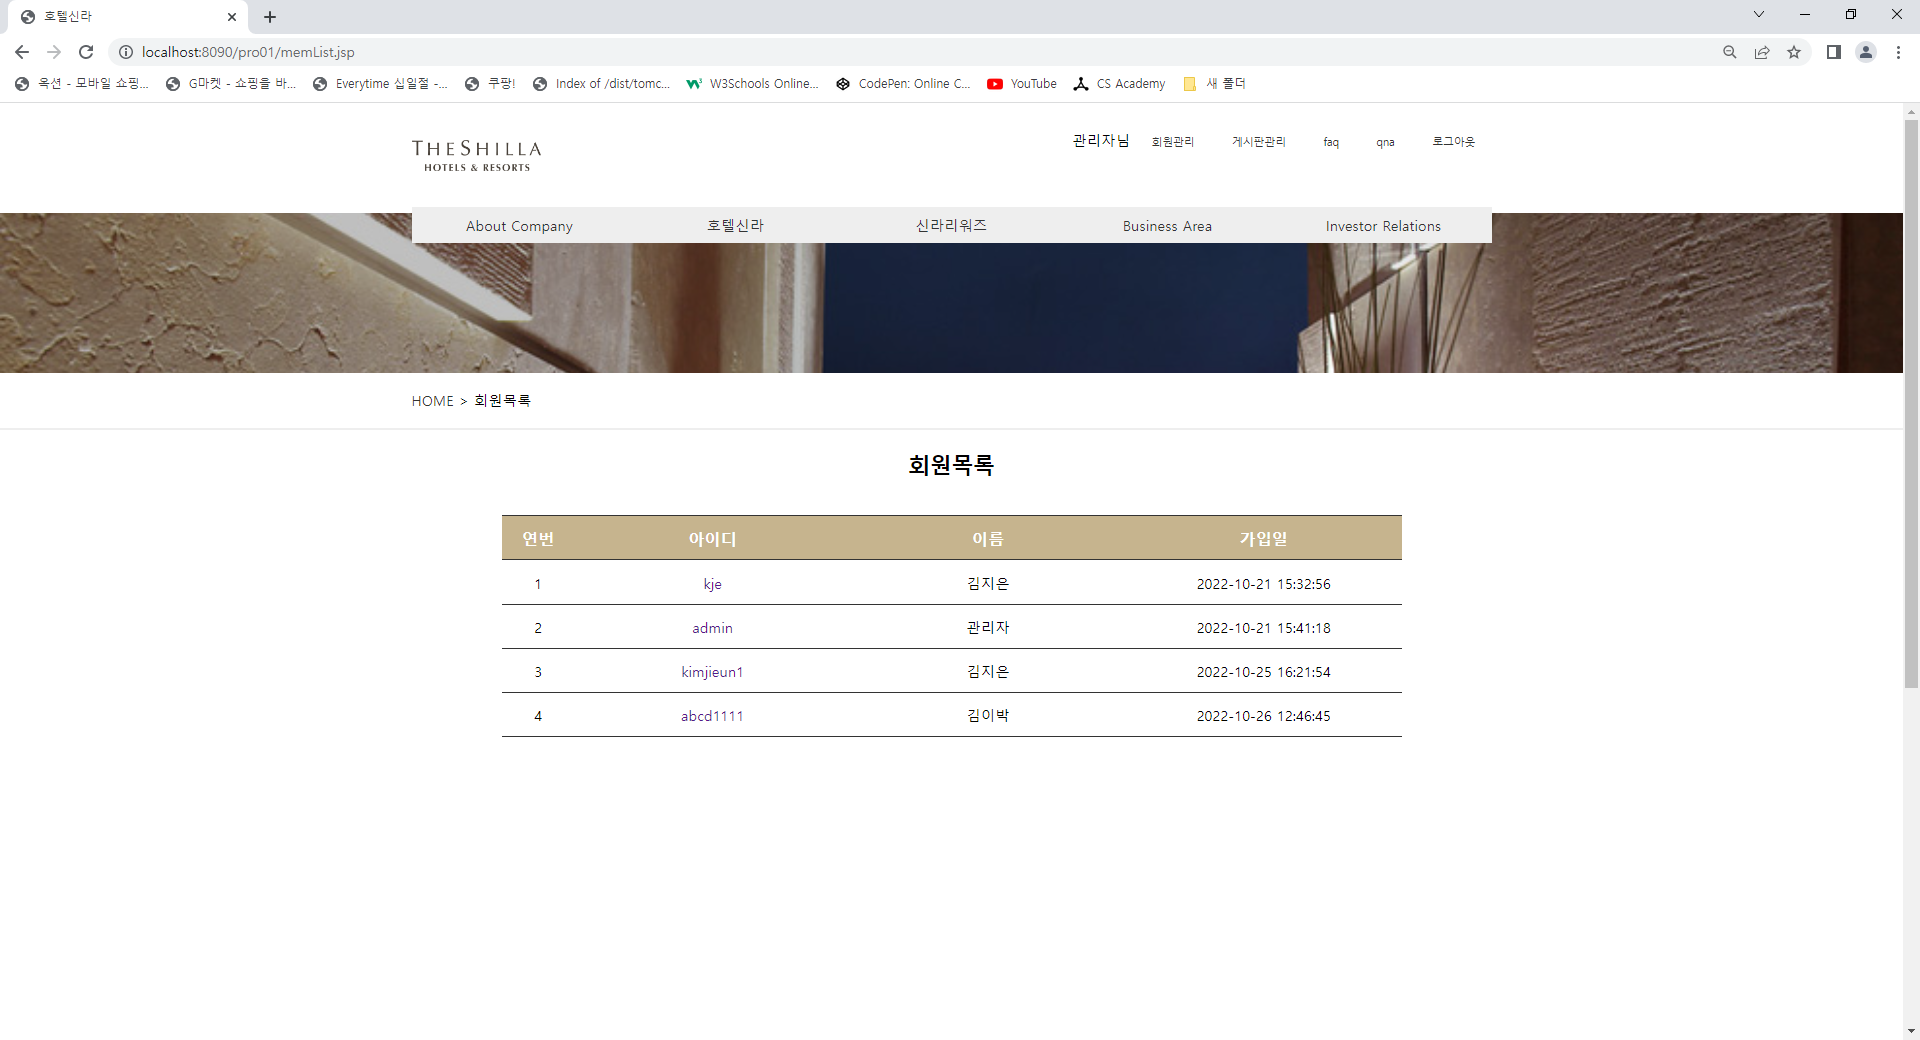 호텔신라
localhost:8090/pro01/memList.jsp
옥션 - 모바일 쇼핑... G마켓 - 쇼핑을 바... Everytime 십일절 -... 쿠팡! Index of /dist/tomc... W3Schools Online... CodePen: Online C... YouTube CS Academy 새 폴더
THE SHILLA
HOTELS & RESORTS
관리자님 회원관리 게시판관리 faq qna 로그아웃
About Company 호텔신라 신라리워즈 Business Area Investor Relations
HOME > 회원목록
회원목록
연번 아이디 이름 가입일
1 kje 김지은 2022-10-21 15:32:56
2 admin 관리자 2022-10-21 15:41:18
3 kimjieun1 김지은 2022-10-25 16:21:54
4 abcd1111 김이박 2022-10-26 12:46:45